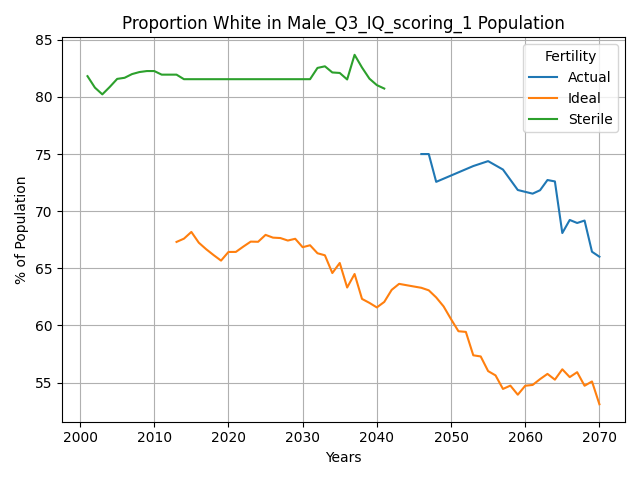 Proportion White in Male_Q3_IQ_scoring_1 Population
Fertility
Actual
Ideal
Sterile
% of Population
85
80
75
70
65
60
55
2000 2010 2020 2030 2040 2050 2060 2070
Years